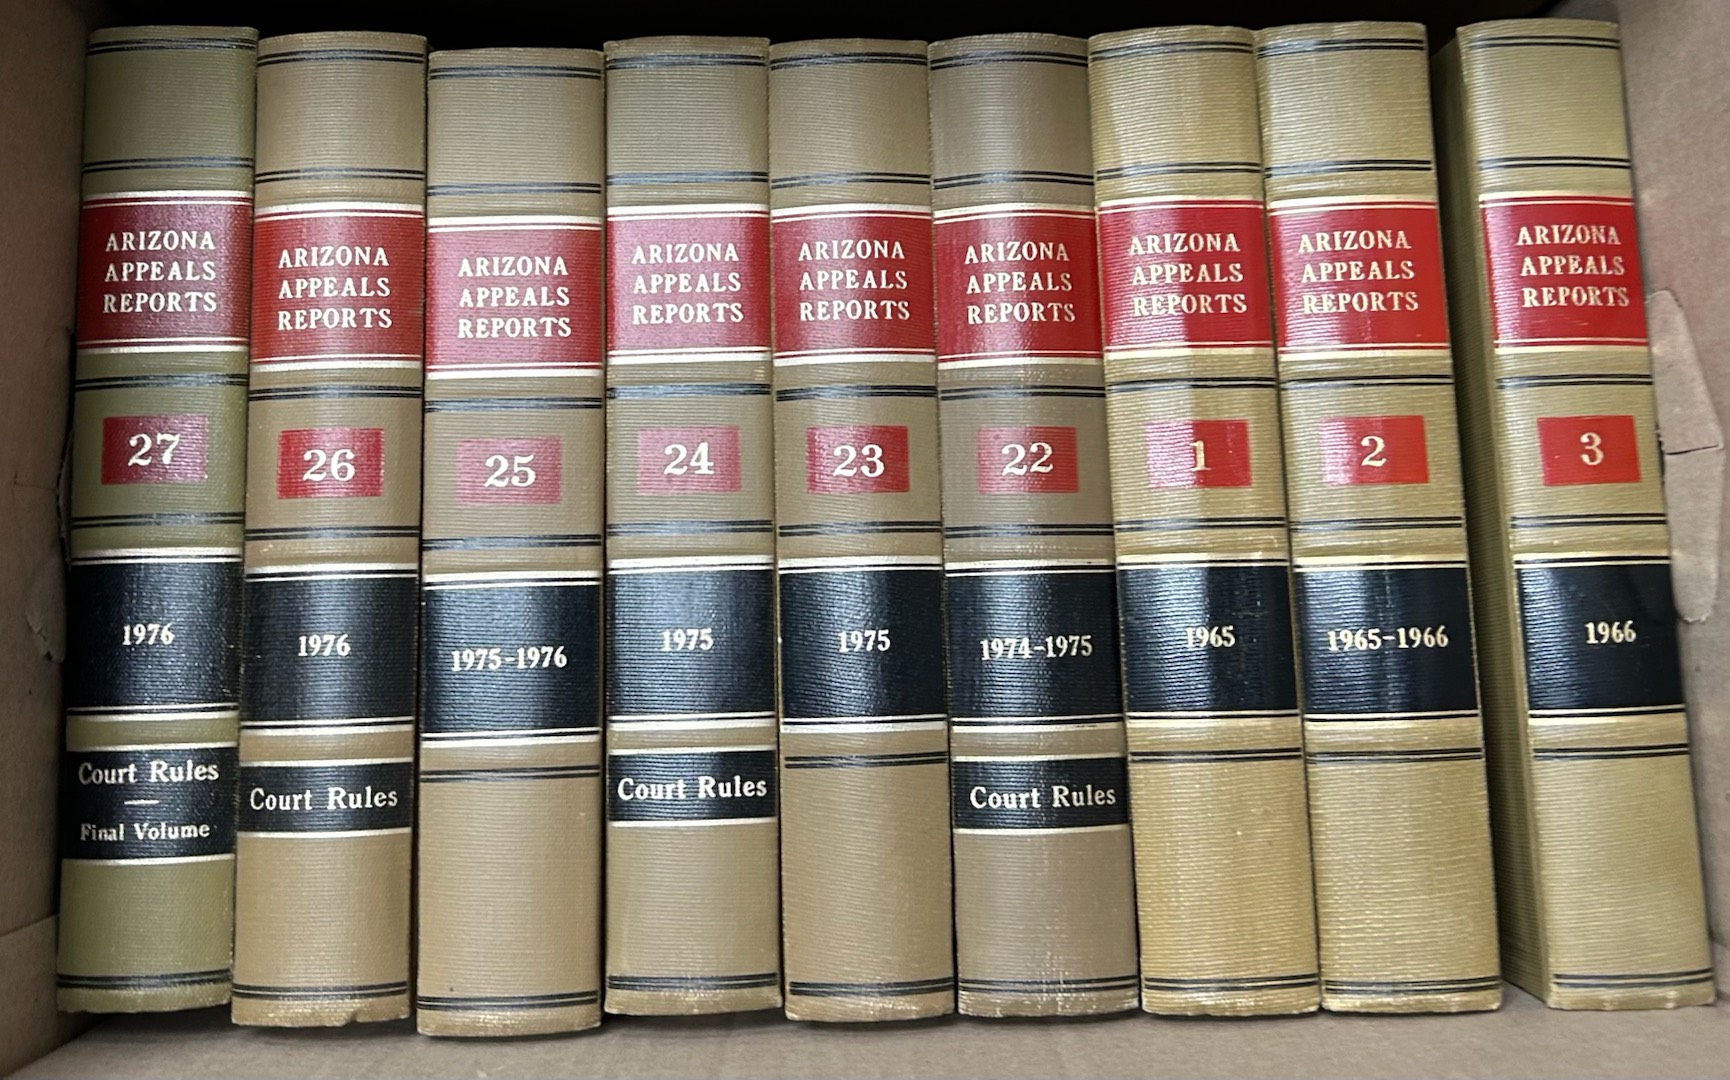 ARIZONA
APPEALS
REPORTS
27
1976
Court Rules
Final Volume
ARIZONA
APPEALS
REPORTS
26
1976
Court Rules
ARIZONA
APPEALS
REPORTS
25
1975-1976
ARIZONA
APPEALS
REPORTS
24
1975
Court Rules
ARIZONA
APPEALS
REPORTS
23
1975
ARIZONA
APPEALS
REPORTS
22
1974-1975
Court Rules
ARIZONA
APPEALS
REPORTS
1
1965
ARIZONA
APPEALS
REPORTS
2
1965-1966
ARIZONA
APPEALS
REPORTS
3
1966